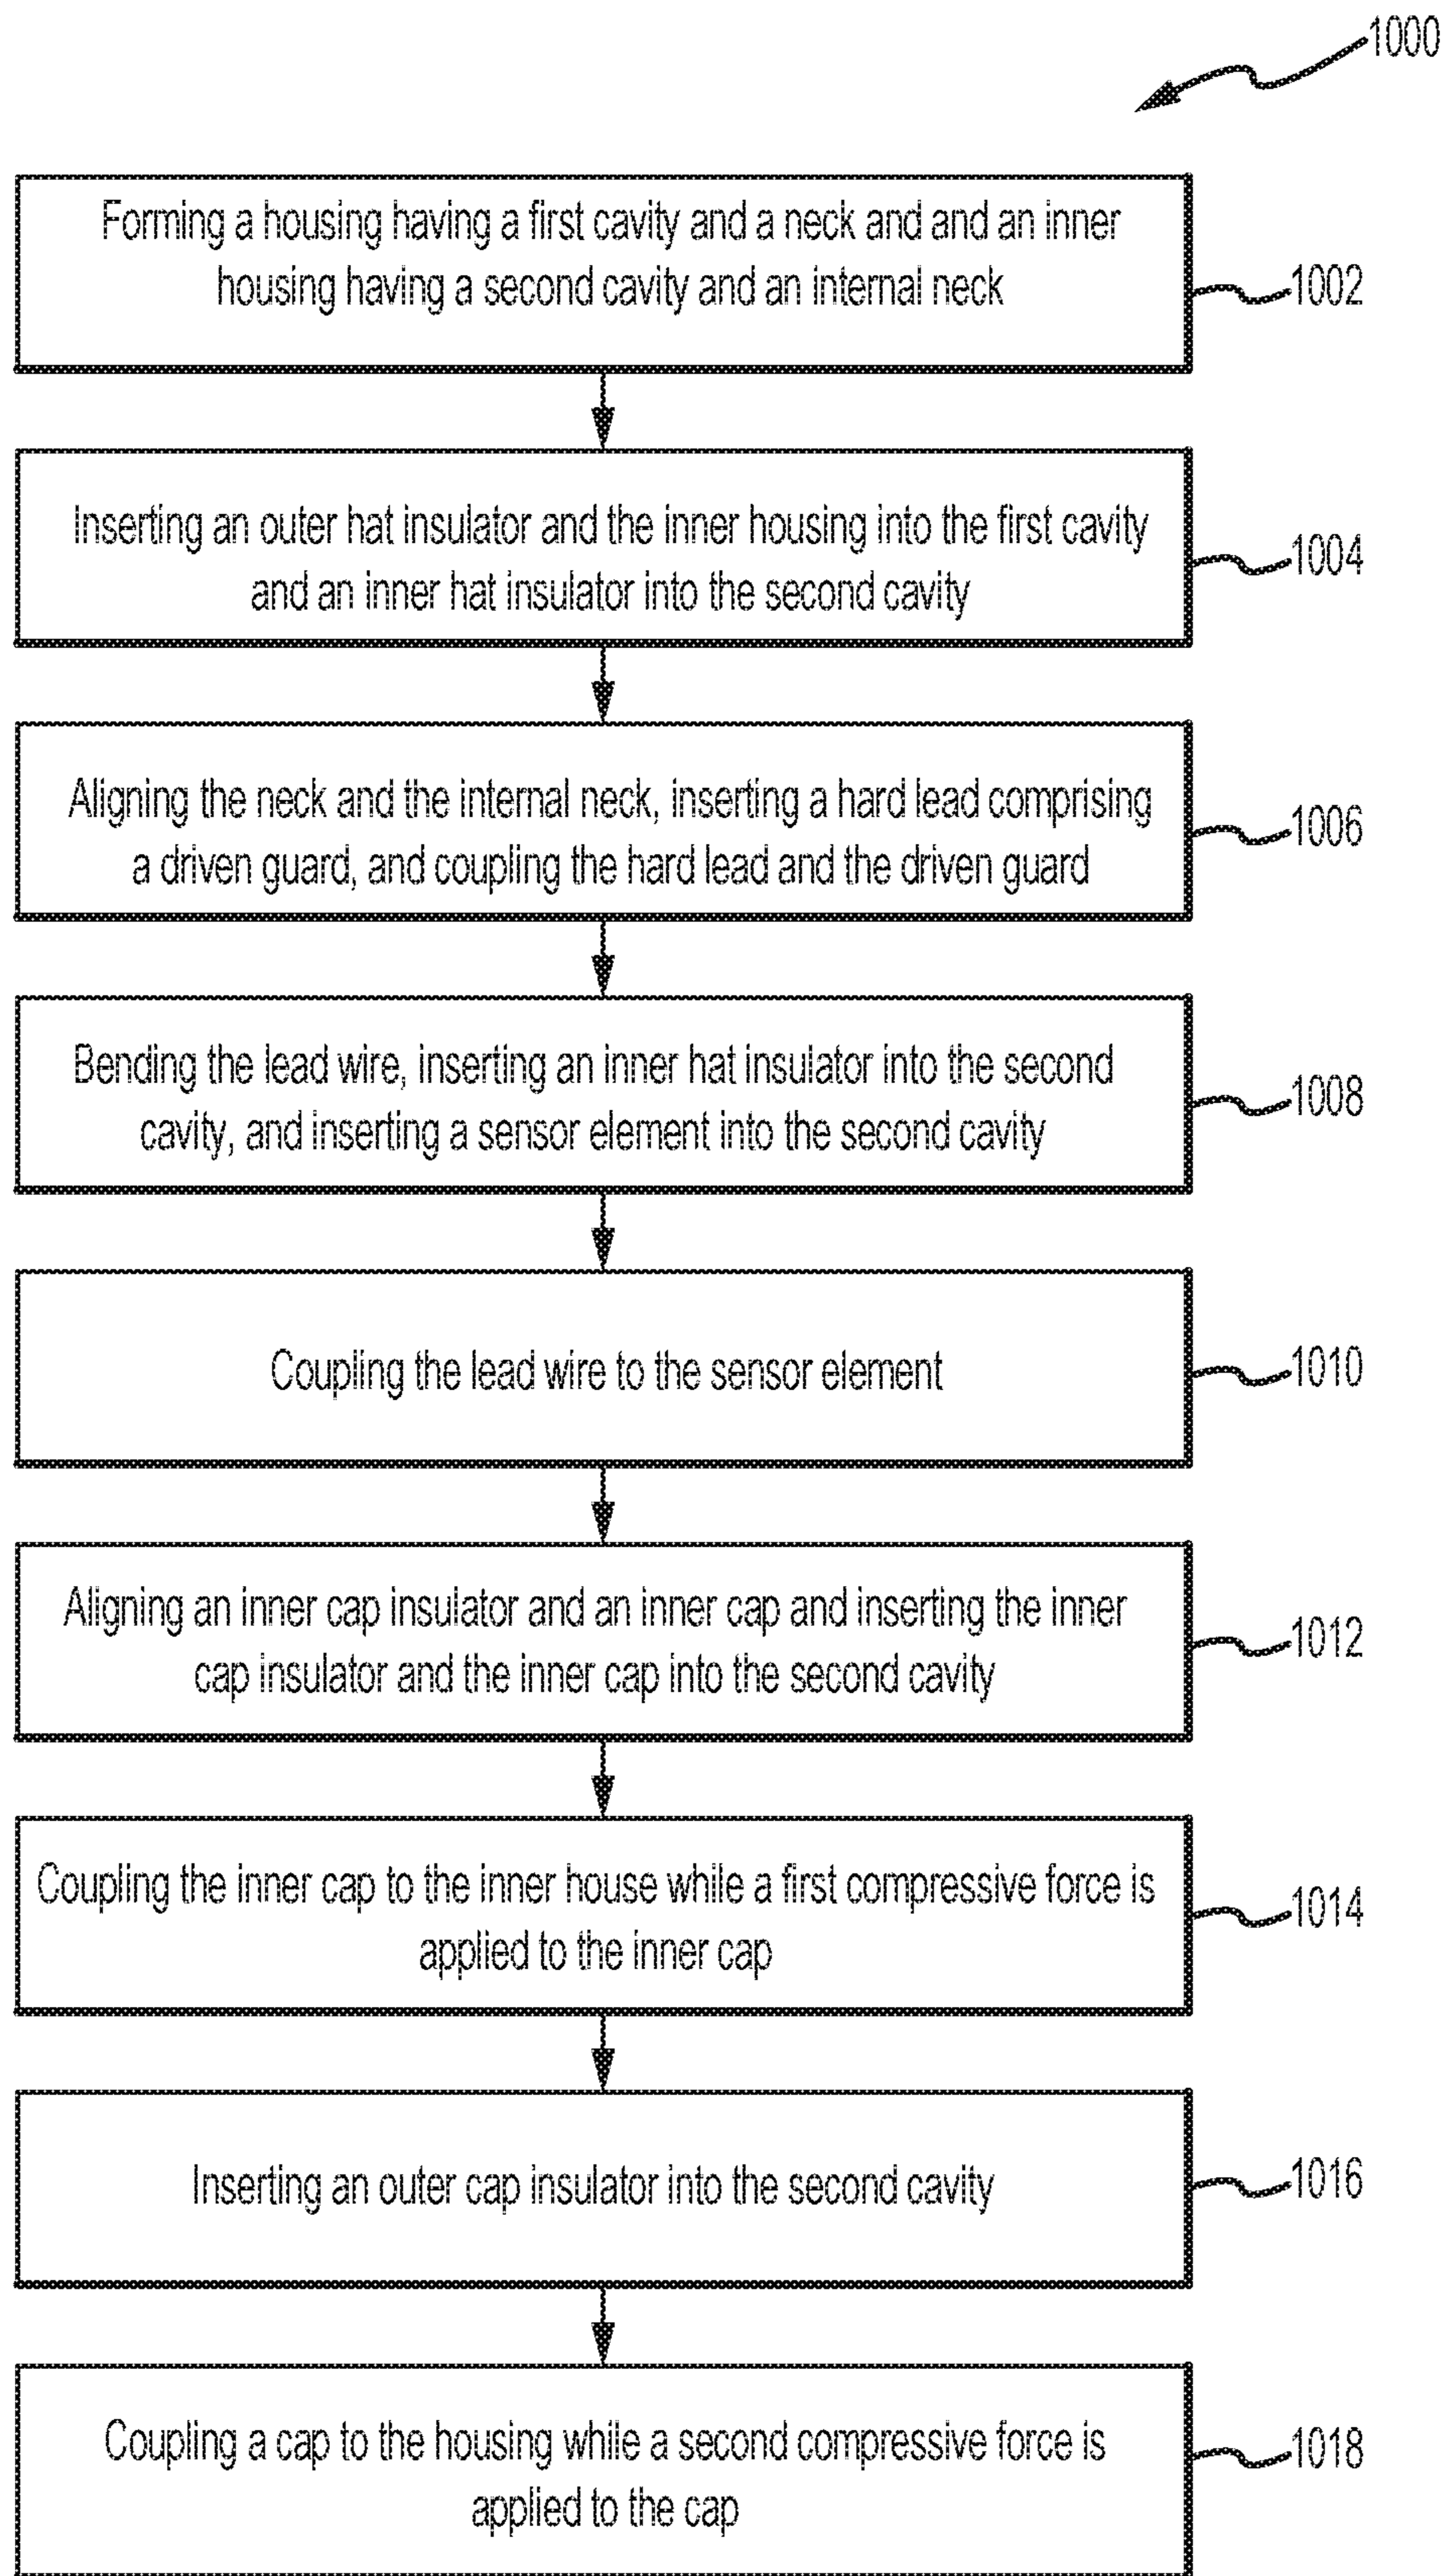 1000
Forming a housing having a first cavity and a neck and and an inner
housing having a second cavity and an internal neck
1002
Inserting an outer hat insulator and the inner housing into the first cavity
and an inner hat insulator into the second cavity
1004
Aligning the neck and the internal neck, inserting a hard lead comprising
a driven guard, and coupling the hard lead and the driven guard
1006
Bending the lead wire, inserting an inner hat insulator into the second
cavity, and inserting a sensor element into the second cavity
1008
Coupling the lead wire to the sensor element
1010
Aligning an inner cap insulator and an inner cap and inserting the inner
cap insulator and the inner cap into the second cavity
1012
Coupling the inner cap to the inner house while a first compressive force is
applied to the inner cap
1014
Inserting an outer cap insulator into the second cavity
1016
Coupling a cap to the housing while a second compressive force is
applied to the cap
1018